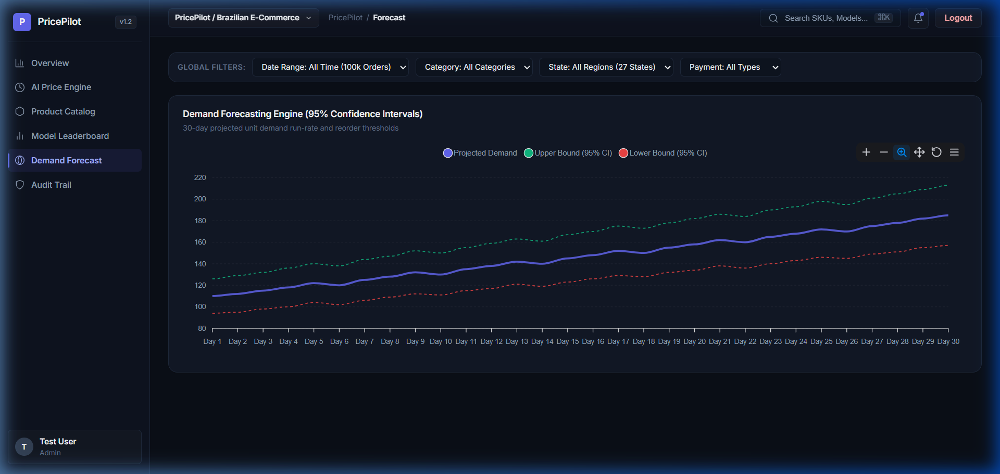 P PricePilot v1.2
Overview
AI Price Engine
Product Catalog
Model Leaderboard
Demand Forecast
Audit Trail
T Test User
Admin
PricePilot / Brazilian E-Commerce PricePilot / Forecast Search SKUs, Models... ⌘K Logout
GLOBAL FILTERS: Date Range: All Time (100k Orders) Category: All Categories State: All Regions (27 States) Payment: All Types
Demand Forecasting Engine (95% Confidence Intervals)
30-day projected unit demand run-rate and reorder thresholds
Projected Demand Upper Bound (95% CI) Lower Bound (95% CI)
220
200
180
160
140
120
100
80
Day 1 Day 2 Day 3 Day 4 Day 5 Day 6 Day 7 Day 8 Day 9 Day 10 Day 11 Day 12 Day 13 Day 14 Day 15 Day 16 Day 17 Day 18 Day 19 Day 20 Day 21 Day 22 Day 23 Day 24 Day 25 Day 26 Day 27 Day 28 Day 29 Day 30